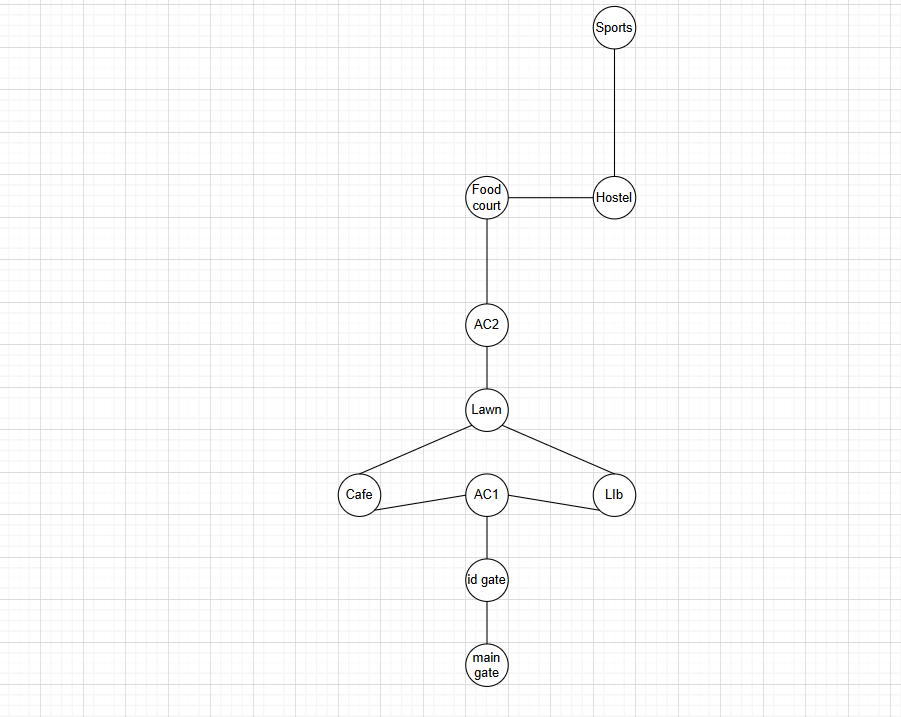 Sports
Food
court
Hostel
AC2
Lawn
Cafe
AC1
LIb
id gate
main
gate